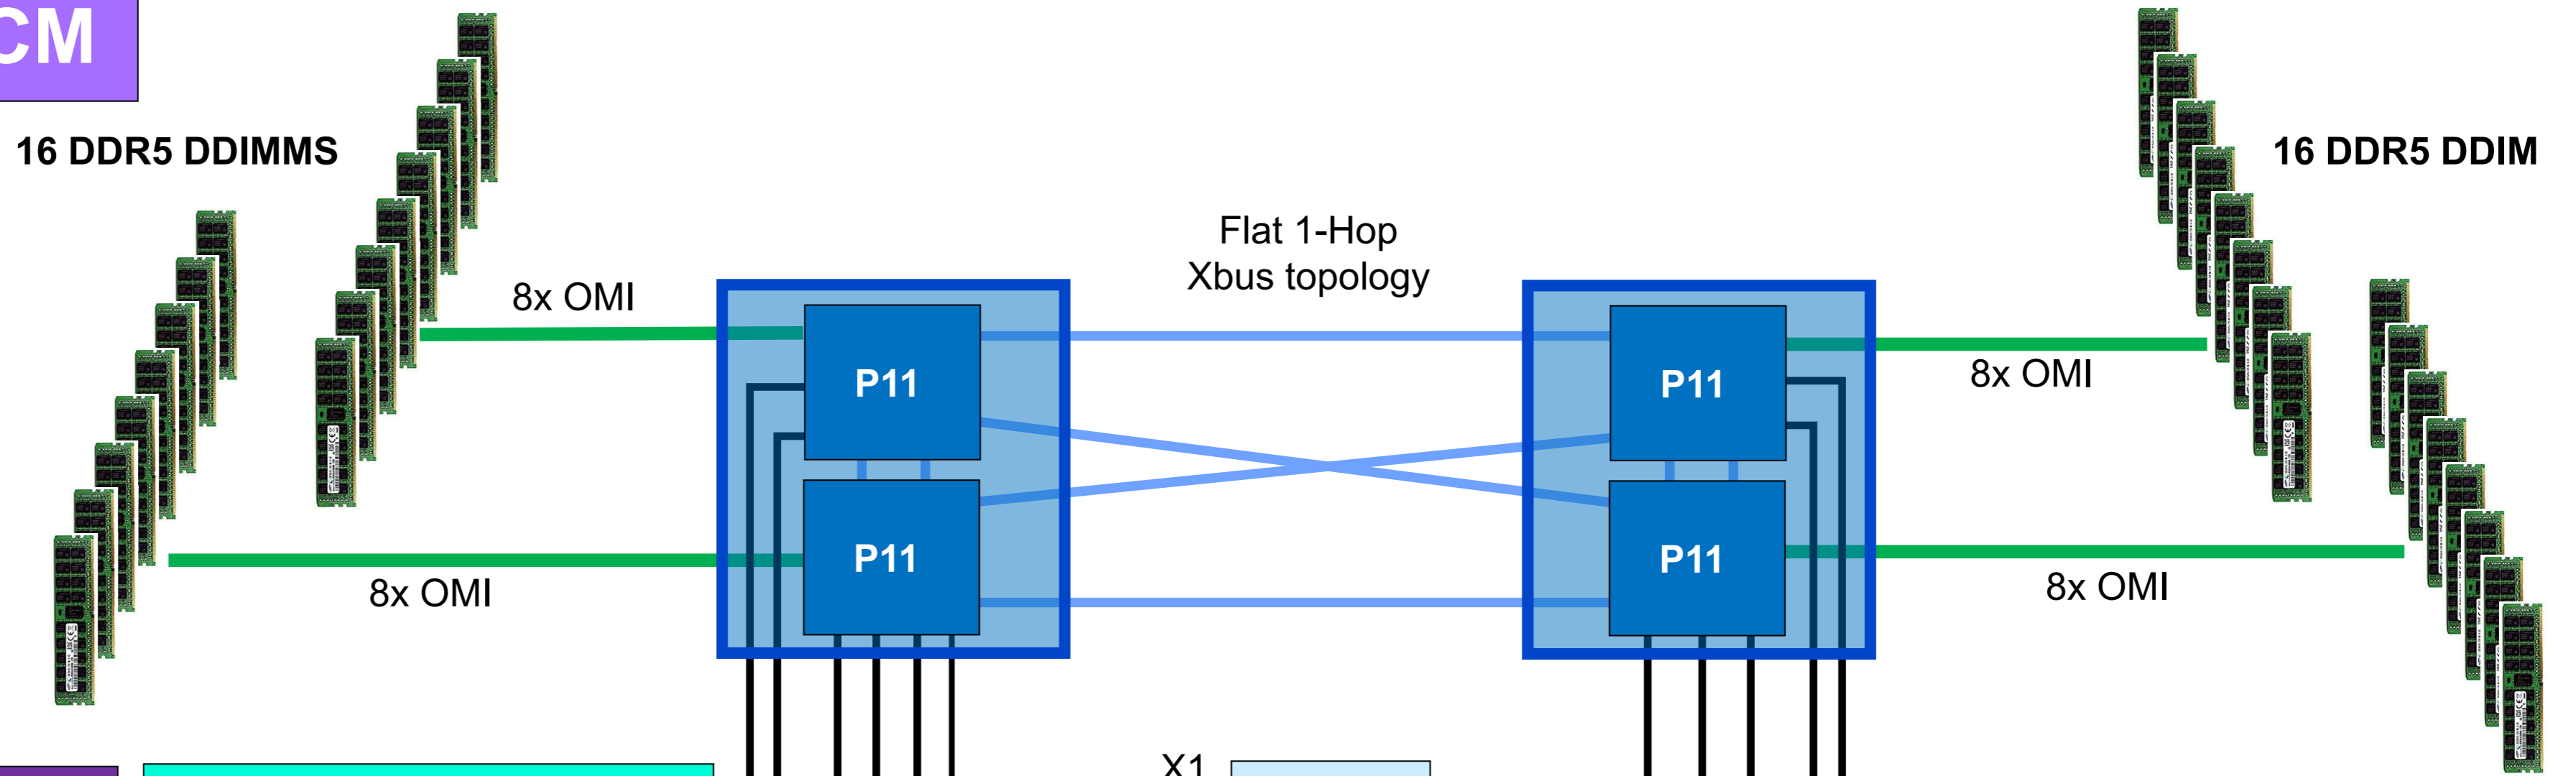 CM
16 DDR5 DDIMMS
16 DDR5 DDIM
Flat 1-Hop
Xbus topology
8x OMI
8x OMI
P11
P11
P11
P11
8x OMI
8x OMI
X1